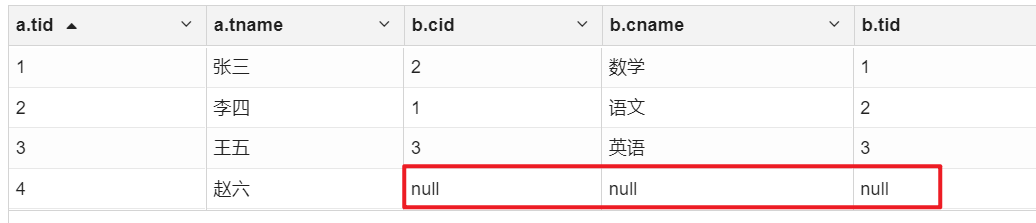 a.tid a.tname b.cid b.cname b.tid
1 张三 2 数学 1
2 李四 1 语文 2
3 王五 3 英语 3
4 赵六 null null null